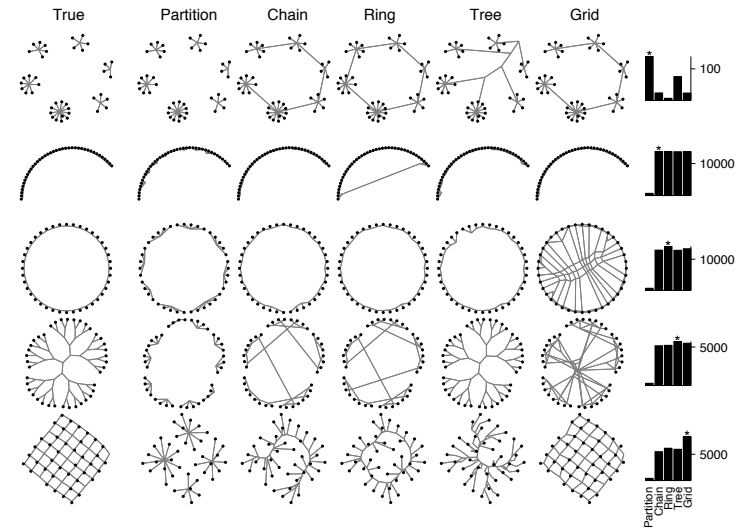 True Partition Chain Ring Tree Grid
*
100
*
10000
*
10000
*
5000
*
5000
Partition
Chain
Ring
Tree
Grid